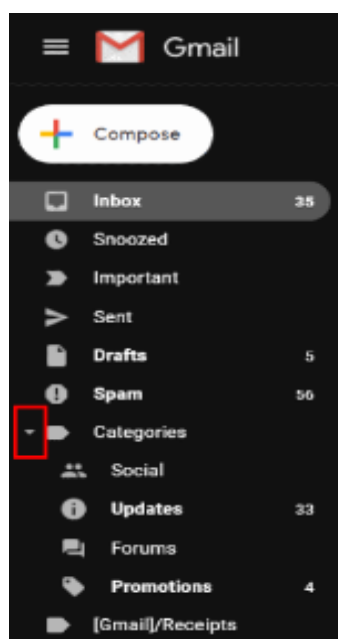 Gmail
Compose
Inbox 35
Snoozed
Important
Sent
Drafts 5
Spam 56
Categories
Social
Updates 33
Forums
Promotions 4
[Gmail]/Receipts